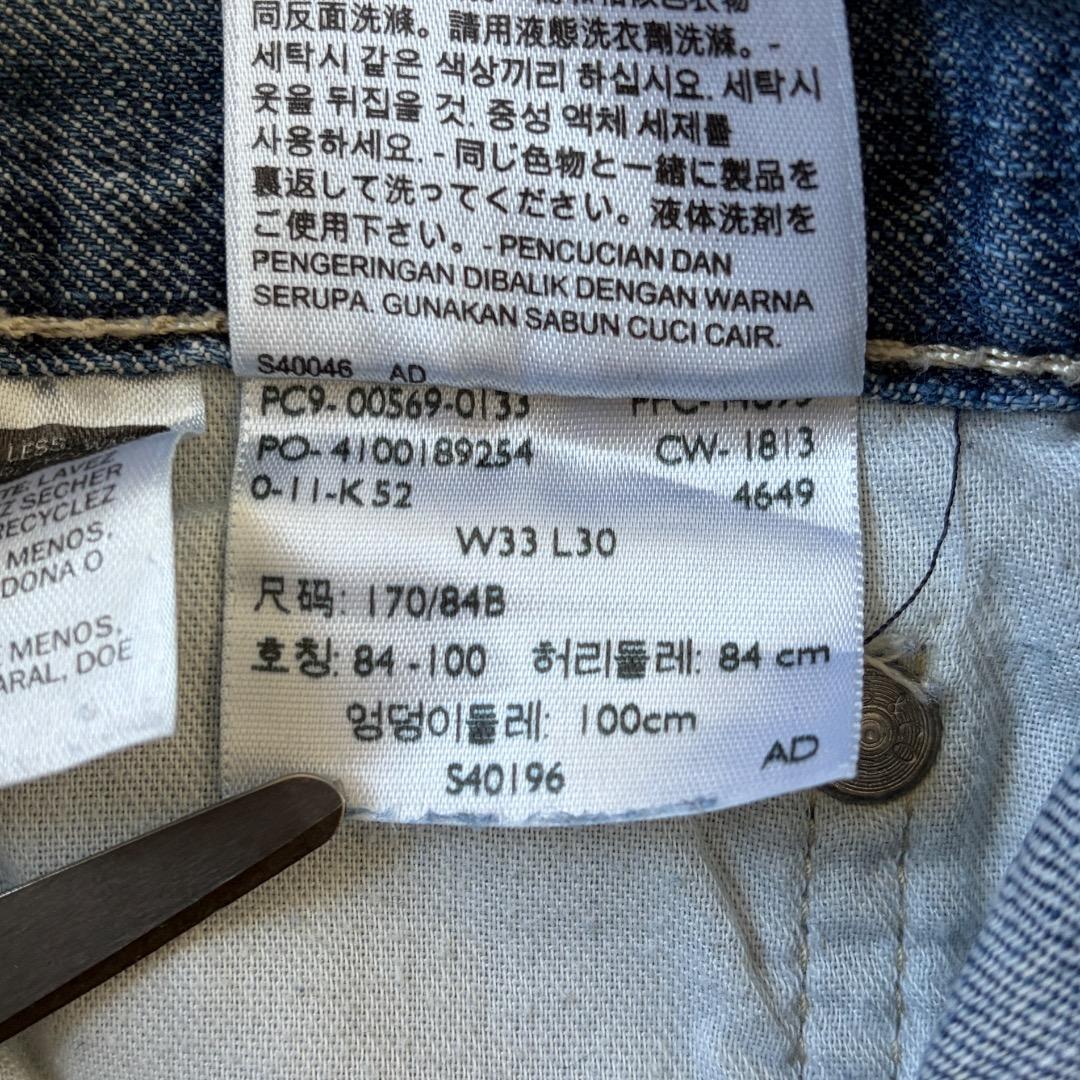 同反面洗滌。請用液態洗衣劑洗滌。-
세탁시 같은 색상끼리 하십시요. 세탁시
옷을 뒤집을 것. 중성 액체 세제를
사용하세요. - 同じ色物と一緒に製品を
裏返して洗ってください。液体洗剤を
ご使用下さい。- PENCUCIAN DAN
PENGERINGAN DIBALIK DENGAN WARNA
SERUPA. GUNAKAN SABUN CUCI CAIR.
S40046 AD
PC9-00569-0133
PO-4100189254 CW-1813
0-11-K52 4649
W33 L30
尺码: 170/84B
호칭: 84-100 허리둘레: 84 cm
엉덩이둘레: 100cm
S40196 AD
LESS
LAVEZ
SECHER
RECYCLEZ
MENOS,
DONA O
MENOS,
DOE